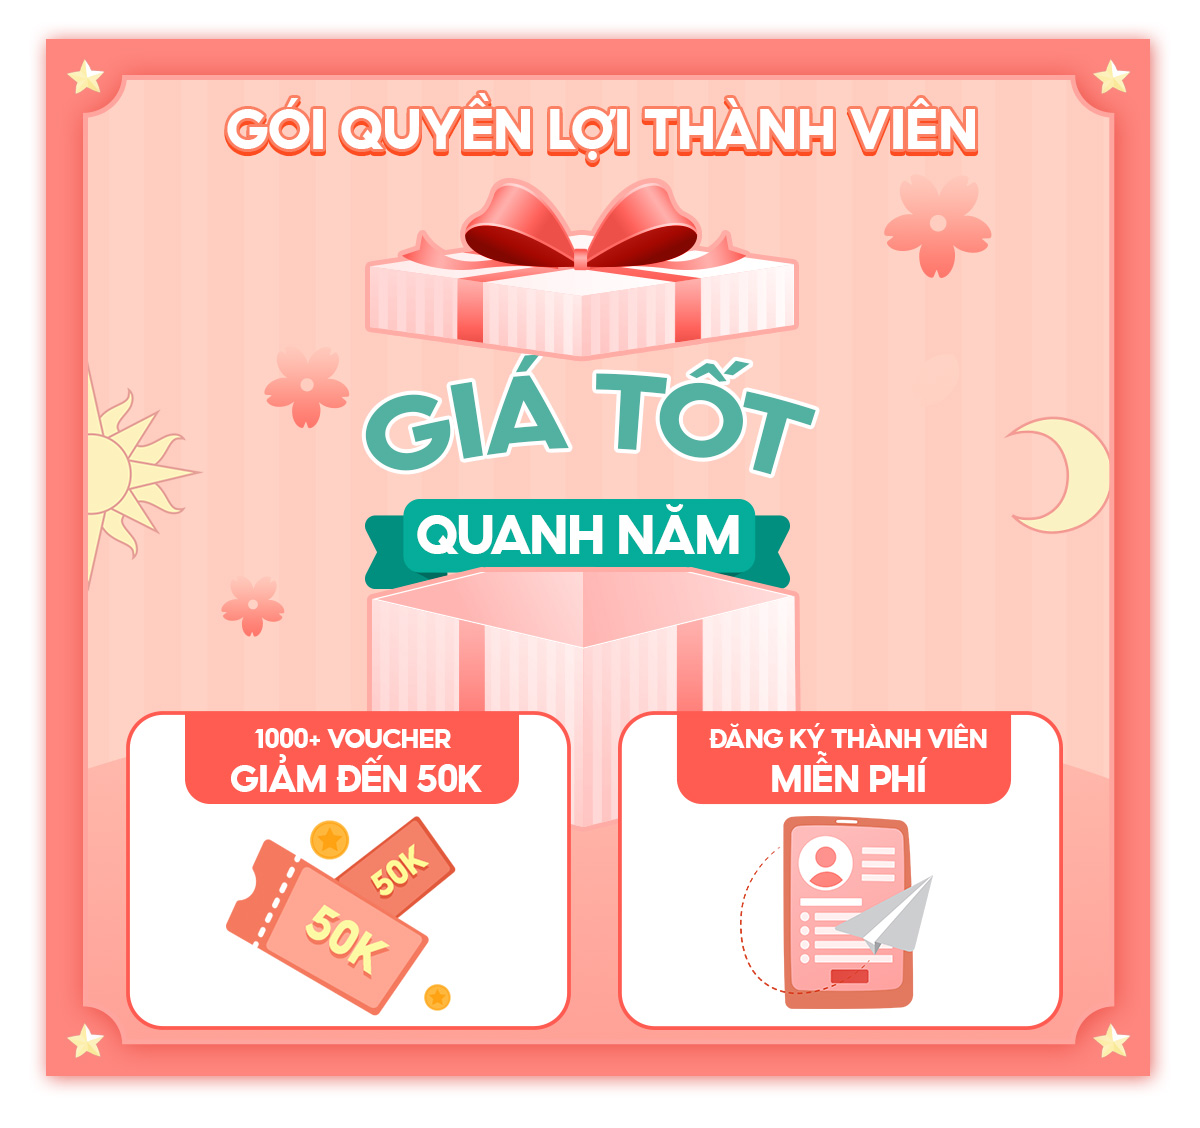 GÓI QUYỀN LỢI THÀNH VIÊN
GIÁ TỐT
QUANH NĂM
1000+ VOUCHER
GIẢM ĐẾN 50K
50K
50K
ĐĂNG KÝ THÀNH VIÊN
MIỄN PHÍ